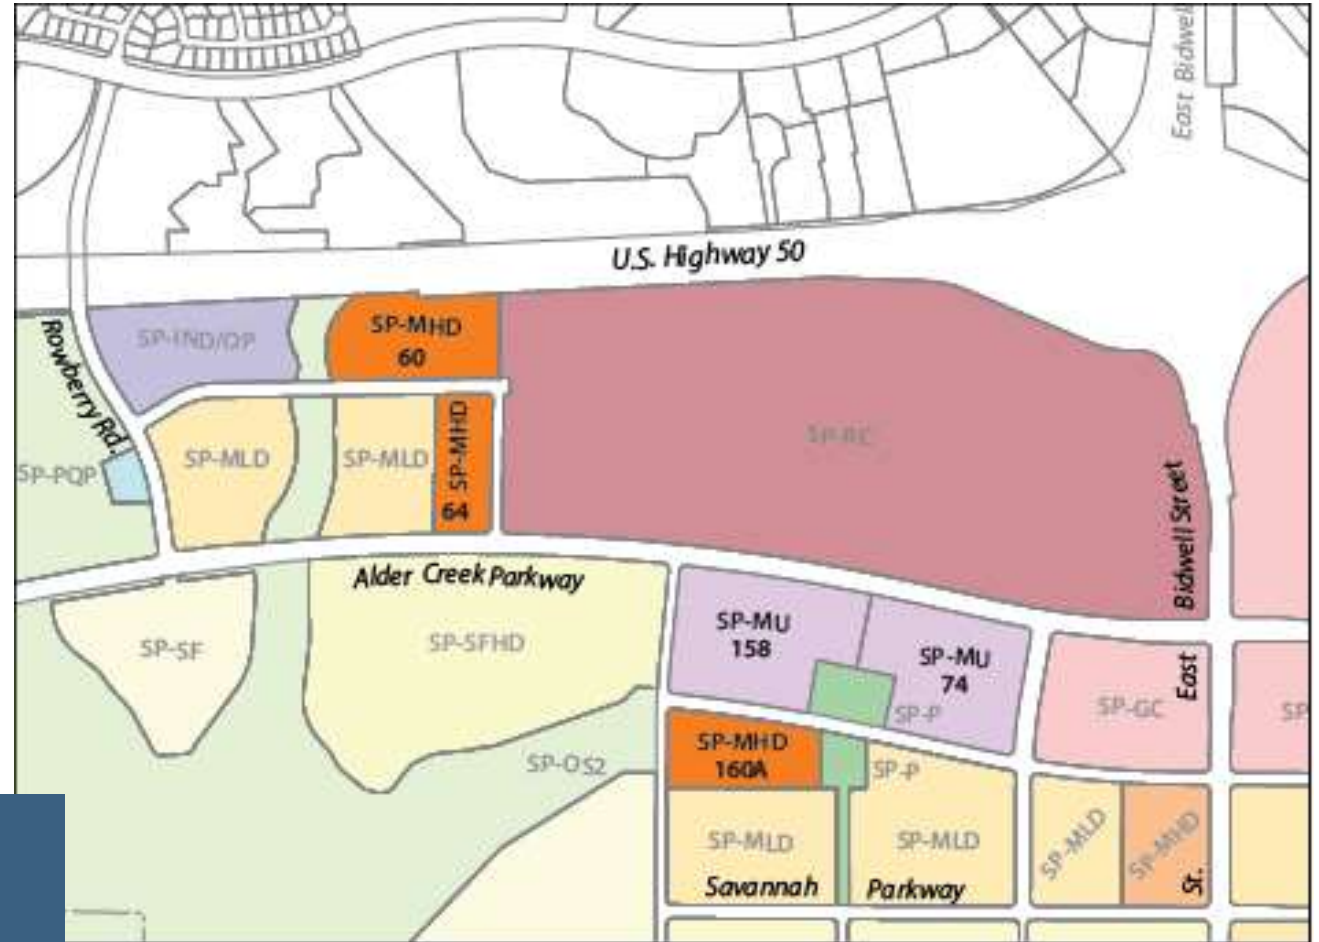 East Bidwell
U.S. Highway 50
SP-IND/OP
SP-MHD
60
Rowberry Rd.
SP-MLD
SP-MLD
SP-MHD
64
SP-RC
SP-PQP
Bidwell Street
Alder Creek Parkway
SP-SF
SP-SFHD
SP-MU
158
SP-MU
74
East
SP-GC
SP
SP-P
SP-MHD
160A
SP-OS2
SP-P
SP-MLD
SP-MLD
SP-MLD
SP-MHD
St.
Savannah Parkway